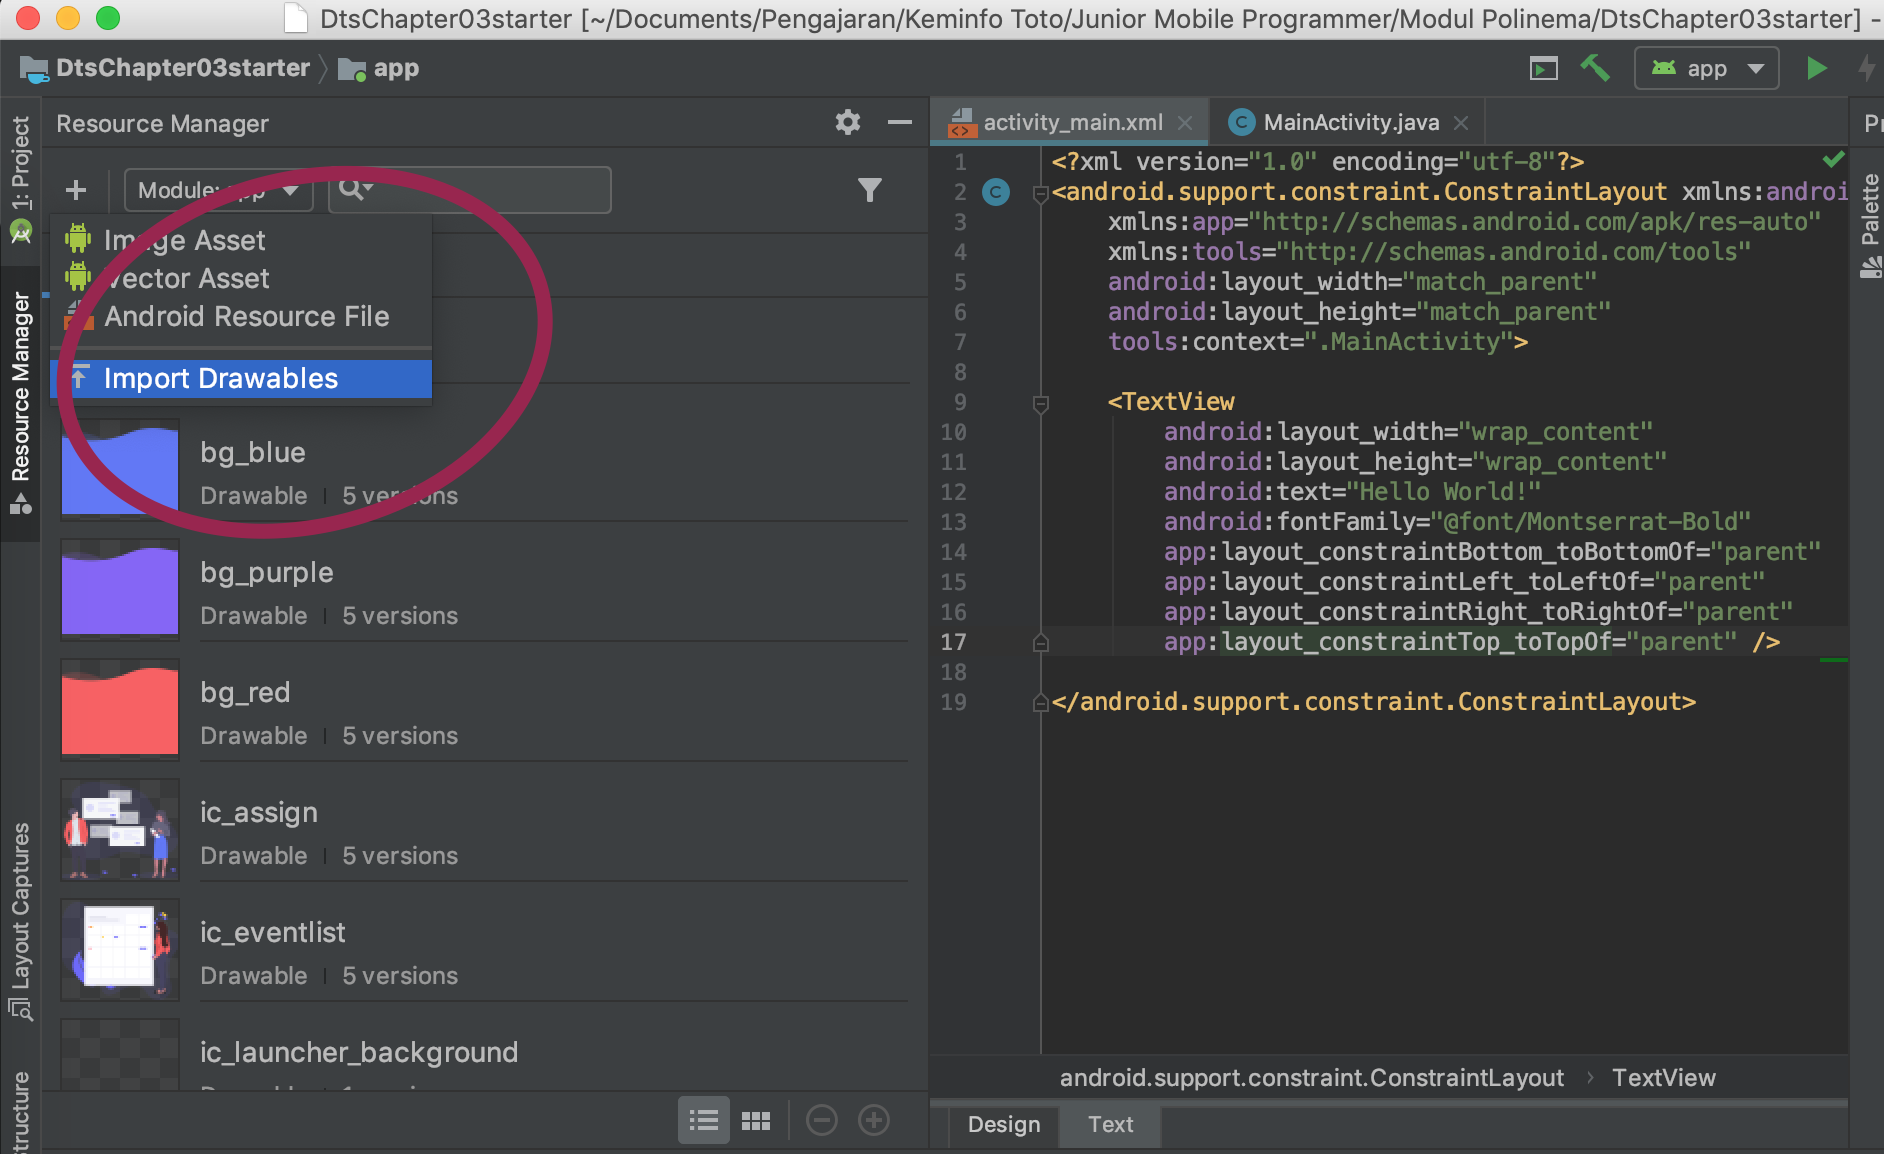 DtsChapter03starter [~/Documents/Pengajaran/Keminfo Toto/Junior Mobile Programmer/Modul Polinema/DtsChapter03starter] -
DtsChapter03starter
app
app
1: Project
Resource Manager
Layout Captures
Resource Manager
Module: app
Image Asset
Vector Asset
Android Resource File
Import Drawables
bg_blue
Drawable | 5 versions
bg_purple
Drawable | 5 versions
bg_red
Drawable | 5 versions
ic_assign
Drawable | 5 versions
ic_eventlist
Drawable | 5 versions
ic_launcher_background
activity_main.xml
MainActivity.java
1 <?xml version="1.0" encoding="utf-8"?>
2 <android.support.constraint.ConstraintLayout xmlns:androi
3 xmlns:app="http://schemas.android.com/apk/res-auto"
4 xmlns:tools="http://schemas.android.com/tools"
5 android:layout_width="match_parent"
6 android:layout_height="match_parent"
7 tools:context=".MainActivity">
8
9 <TextView
10 android:layout_width="wrap_content"
11 android:layout_height="wrap_content"
12 android:text="Hello World!"
13 android:fontFamily="@font/Montserrat-Bold"
14 app:layout_constraintBottom_toBottomOf="parent"
15 app:layout_constraintLeft_toLeftOf="parent"
16 app:layout_constraintRight_toRightOf="parent"
17 app:layout_constraintTop_toTopOf="parent" />
18
19 </android.support.constraint.ConstraintLayout>
android.support.constraint.ConstraintLayout › TextView
Design
Text
Palette